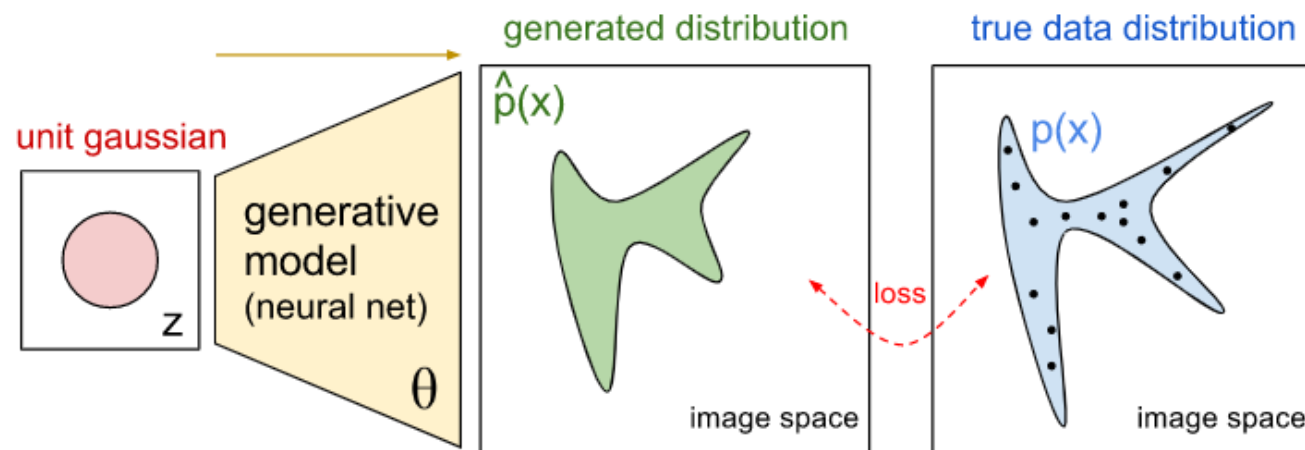 generated distribution
true data distribution
unit gaussian
z
generative
model
(neural net)
θ
p̂(x)
image space
loss
p(x)
image space